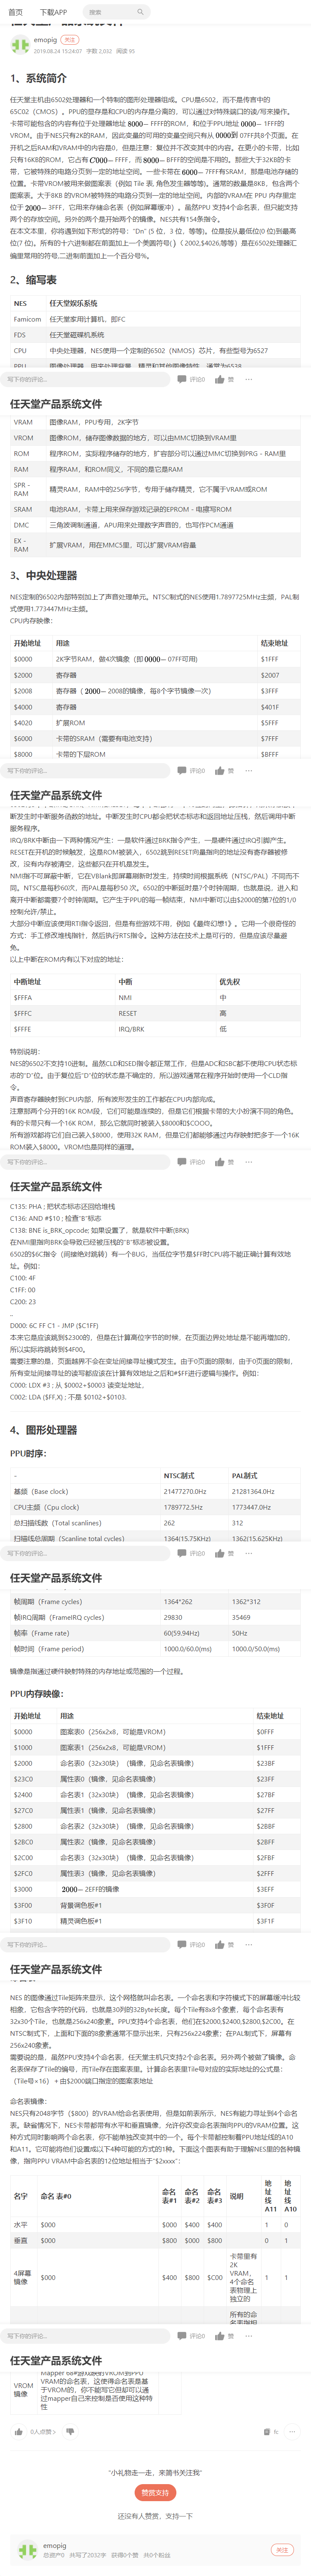 首页 下载APP 搜索
emopig 关注
2019.08.24 15:24:07 字数 2,032 阅读 95
1、系统简介
任天堂主机由6502处理器和一个特制的图形处理器组成。CPU是6502，而不是传言中的
65C02（CMOS）。PPU的显存是和CPU的内存是分离的，可以通过对特殊端口的读/写来操作。
卡带可能包含的内容有位于处理器地址 8000~ FFFF的ROM，和位于PPU地址 0000~ 1FFF的
VROM。由于NES只有2K的RAM，因此变量的可用的变量空间只有从 0000到 07FF共8个页面。在
开机之后RAM和VRAM中的内容是0，但是注意：复位并不改变其中的内容。在更小的卡带，比如
只有16KB的ROM，它占有 C000~ FFFF，而 8000~ BFFF的空间是不用的。那些大于32KB的卡
带，它被特殊的电路分页到一定的地址空间。一些卡带在 6000~ 7FFF有SRAM，那是电池存储的
位置。卡带VROM被用来做图案表（例如 Tile 表, 角色发生器等等)。通常的数量是8KB，包含两个
图案表。大于8KB 的VROM被特殊的电路分页到一定的地址空间。内部的VRAM在 PPU 内存里定
位于 2000~ 3FFF，它用来存储命名表（例如屏幕缓冲）。虽然PPU 支持4个命名表，但只能支持
两个的存放空间。另外的两个是开始两个的镜像。NES共有154条指令。
在本文本里，你将遇到如下形式的符号："Dn" (5 位，3 位，等等)。位是按从最低位(0 位)到最高
位(7 位)。所有的十六进制都在前面加上一个美圆符号( )（ 2002,$4026,等等）是在6502处理器汇
编里常用的符号.二进制前面加上一个百分号%。
2、缩写表
NES 任天堂娱乐系统
Famicom 任天堂家用计算机，即FC
FDS 任天堂磁碟机系统
CPU 中央处理器，NES使用一个定制的6502（NMOS）芯片，有些型号为6527
写下你的评论... 评论0 赞 ...
任天堂产品系统文件
VRAM 图像RAM，PPU专用，2K字节
VROM 图像ROM，储存图像数据的地方，可以由MMC切换到VRAM里
ROM 程序ROM，实际程序储存的地方，扩容部分可以通过MMC切换到PRG－RAM里
RAM 程序RAM，和ROM同义，不同的是它是RAM
SPR－RAM 精灵RAM，RAM中的256字节，专用于储存精灵，它不属于VRAM或ROM
SRAM 电池RAM，卡带上用来保存游戏记录的EPROM－电擦写ROM
DMC 三角波调制通道，APU用来处理数字声音的，也写作PCM通道
EX－RAM 扩展VRAM，用在MMC5里，可以扩展VRAM容量
3、中央处理器
NES定制的6502内部特别加上了声音处理单元。NTSC制式的NES使用1.7897725MHz主频，PAL制
式使用1.773447MHz主频。
CPU内存映像：
开始地址 用途 结束地址
$0000 2K字节RAM，做4次镜象（即 0000~ 07FF可用) $1FFF
$2000 寄存器 $2007
$2008 寄存器（ 2000~ 2008的镜像，每8个字节镜像一次） $3FFF
$4000 寄存器 $401F
$4020 扩展ROM $5FFF
$6000 卡带的SRAM（需要有电池支持） $7FFF
$8000 卡带的下层ROM $BFFF
写下你的评论... 评论0 赞 ...
任天堂产品系统文件
断发生时中断服务函数的地址。中断发生时CPU都会把状态标志和返回地址压栈，然后调用中断
服务程序。
IRQ/BRK中断由一下两种情况产生：一是软件通过BRK指令产生，一是硬件通过IRQ引脚产生。
RESET在开机的时候触发，这是ROM被装入，6502跳到RESET向量指向的地址没有寄存器被修
改，没有内存被清空，这些都只在开机是发生。
NMI指不可屏蔽中断，它在VBlank即屏幕刷新时发生，持续时间根据系统（NTSC/PAL）不同而不
同。NTSC是每秒60次，而PAL是每秒50 次。6502的中断延时是7个时钟周期，也就是说，进入和
离开中断都需要7个时钟周期。它产生于PPU的每一帧结束，NMI中断可以由$2000的第7位的1/0
控制允许/禁止。
大部分中断应该使用RTI指令返回，但是有些游戏不用，例如《最终幻想1》。它用一个很奇怪的
方式：手工修改堆栈指针，然后执行RTS指令。这种方法在技术上是可行的，但是应该尽量避
免。
以上中断在ROM内有以下对应的地址：
中断地址 中断 优先权
$FFFA NMI 中
$FFFC RESET 高
$FFFE IRQ/BRK 低
特别说明：
NES的6502不支持10进制。虽然CLD和SED指令都正常工作，但是ADC和SBC都不使用CPU状态标
志的"D"位。由于复位后"D"位的状态是不确定的，所以游戏通常在程序开始时使用一个CLD指
令。
声音寄存器映射到CPU内部，所有波形发生的工作都在CPU内部完成。
注意那两个分开的16K ROM段，它们可能是连续的，但是它们根据卡带的大小扮演不同的角色。
有的卡带只有一个16K ROM，那么它就同时被装入$8000和$C000。
所有游戏都将它们自己装入$8000，使用32K RAM，但是它们都能够通过内存映射把多于一个16K
ROM装入$8000。VROM也是同样的道理。
写下你的评论... 评论0 赞 ...
任天堂产品系统文件
C135: PHA ; 把状态标志还回给堆栈
C136: AND #$10 ; 检查"B"标志
C138: BNE is_BRK_opcode; 如果设置了，就是软件中断(BRK)
在NMI里指向BRK会导致已经被压栈的"B"标志被设置。
6502的$6C指令（间接绝对跳转）有一个BUG，当低位字节是$FF时CPU将不能正确计算有效地
址。例如：
C100: 4F
C1FF: 00
C200: 23
..
D000: 6C FF C1 - JMP ($C1FF)
本来它是应该跳到$2300的，但是在计算高位字节的时候，在页面边界处地址是不能再增加的，
所以实际将跳转到$4F00。
需要注意的是，页面越界不会在变址间接寻址模式发生。由于0页面的限制，由于0页面的限制，
所有变址间接寻址的读写都应该在计算有效地址之后和#$FF进行逻辑与操作。例如：
C000: LDX #3 ; 从 $0002+$0003 读变址地址，
C002: LDA ($FF,X) ; 不是 $0102+$0103.
4、图形处理器
PPU时序：
- NTSC制式 PAL制式
基频（Base clock） 21477270.0Hz 21281364.0Hz
CPU主频（Cpu clock） 1789772.5Hz 1773447.0Hz
总扫描线数（Total scanlines） 262 312
扫描线总周期（Scanline total cycles） 1364(15.75KHz) 1362(15.625KHz)
写下你的评论... 评论0 赞 ...
任天堂产品系统文件
帧周期（Frame cycles） 1364*262 1362*312
帧IRQ周期（FrameIRQ cycles） 29830 35469
帧率（Frame rate） 60(59.94Hz) 50Hz
帧时间（Frame period） 1000.0/60.0(ms) 1000.0/50.0(ms)
镜像是指通过硬件映射特殊的内存地址或范围的一个过程。
PPU内存映像：
开始地址 用途 结束地址
$0000 图案表0（256x2x8，可能是VROM） $0FFF
$1000 图案表1（256x2x8，可能是VROM） $1FFF
$2000 命名表0（32x30块）（镜像，见命名表镜像） $23BF
$23C0 属性表0（镜像，见命名表镜像） $23FF
$2400 命名表1（32x30块）（镜像，见命名表镜像） $27BF
$27C0 属性表1（镜像，见命名表镜像） $27FF
$2800 命名表2（32x30块）（镜像，见命名表镜像） $2BBF
$2BC0 属性表2（镜像，见命名表镜像） $2BFF
$2C00 命名表3（32x30块）（镜像，见命名表镜像） $2FBF
$2FC0 属性表3（镜像，见命名表镜像） $2FFF
$3000 2000~ 2EFF的镜像 $3EFF
$3F00 背景调色板#1 $3F0F
$3F10 精灵调色板#1 $3F1F
写下你的评论... 评论0 赞 ...
任天堂产品系统文件
NES 的图像通过Tile矩阵来显示，这个网格就叫命名表。一个命名表和字符模式下的屏幕缓冲比较
相象，它包含字符的代码，也就是30列的32Byte长度。每个Tile有8x8个象素，每个命名表有
32x30个Tile，也就是256x240象素。PPU支持4个命名表，他们在$2000,$2400,$2800,$2C00。在
NTSC制式下，上面和下面的8象素通常不显示出来，只有256x224象素；在PAL制式下，屏幕有
256x240象素。
需要说的是，虽然PPU支持4个命名表，任天堂主机只支持2个命名表。另外两个被做了镜像。命
名表保存了Tile的编号，而Tile存在图案表里。计算命名表里Tile号对应的实际地址的公式是：
（Tile号×16）＋由$2000端口指定的图案表地址
命名表镜像：
NES只有2048字节（$800）的VRAM给命名表使用，但是如前表所示，NES有能力寻址到4个命名
表。缺省情况下，NES卡带都带有水平和垂直镜像，允许你改变命名表指向PPU的VRAM位置。这
种方式同时影响两个命名表，你不能单独改变其中的一个。每个卡带都控制着PPU地址线的A10
和A11。它可能将他们设置成以下4种可能的方式的1种。下面这个图表有助于理解NES里的各种镜
像，指向PPU VRAM中命名表的12位地址相当于"$2xxxx"：
名字 命名 表#0 命名表#1 命名表#2 命名表#3 说明 地址线A11 地址线A10
水平 $000 $000 $400 $400 1 0
垂直 $000 $800 $000 $800 0 1
4屏幕镜像 $000 $400 $800 $C00 卡带里有2K VRAM，4个命名表物理上独立的 1 1
写下你的评论... 评论0 赞 ...
任天堂产品系统文件
VROM镜像 Mapper 68#游戏映射VROM到PPU VRAM的命名表，这使得命名表是基于VROM的，你不能写它但却可以通过mapper自己来控制是否使用这种特性
0人点赞 > fc ...
"小礼物走一走，来简书关注我"
赞赏支持
还没有人赞赏，支持一下
emopig 关注
总资产0 共写了2032字 获得0个赞 共0个粉丝